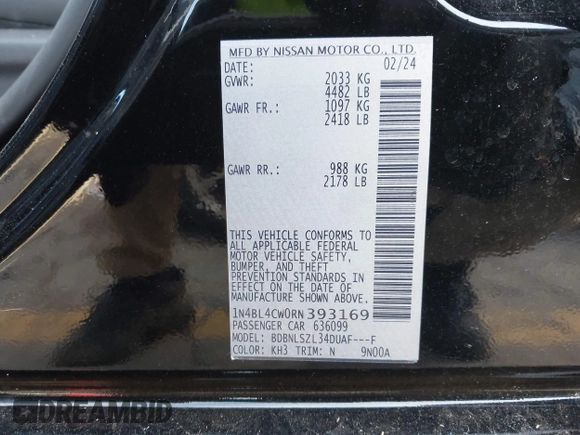 MFD BY NISSAN MOTOR CO., LTD.
DATE: 02/24
GVWR: 2033 KG
4482 LB
GAWR FR.: 1097 KG
2418 LB
GAWR RR.: 988 KG
2178 LB
THIS VEHICLE CONFORMS TO
ALL APPLICABLE FEDERAL
MOTOR VEHICLE SAFETY,
BUMPER, AND THEFT
PREVENTION STANDARDS IN
EFFECT ON THE DATE OF
MANUFACTURE SHOWN ABOVE.
1N4BL4CW0RN393169
PASSENGER CAR 636099
MODEL: BDBNLSZL34DUAF---F
COLOR: KH3 TRIM: N 9N00A
DREAMBID